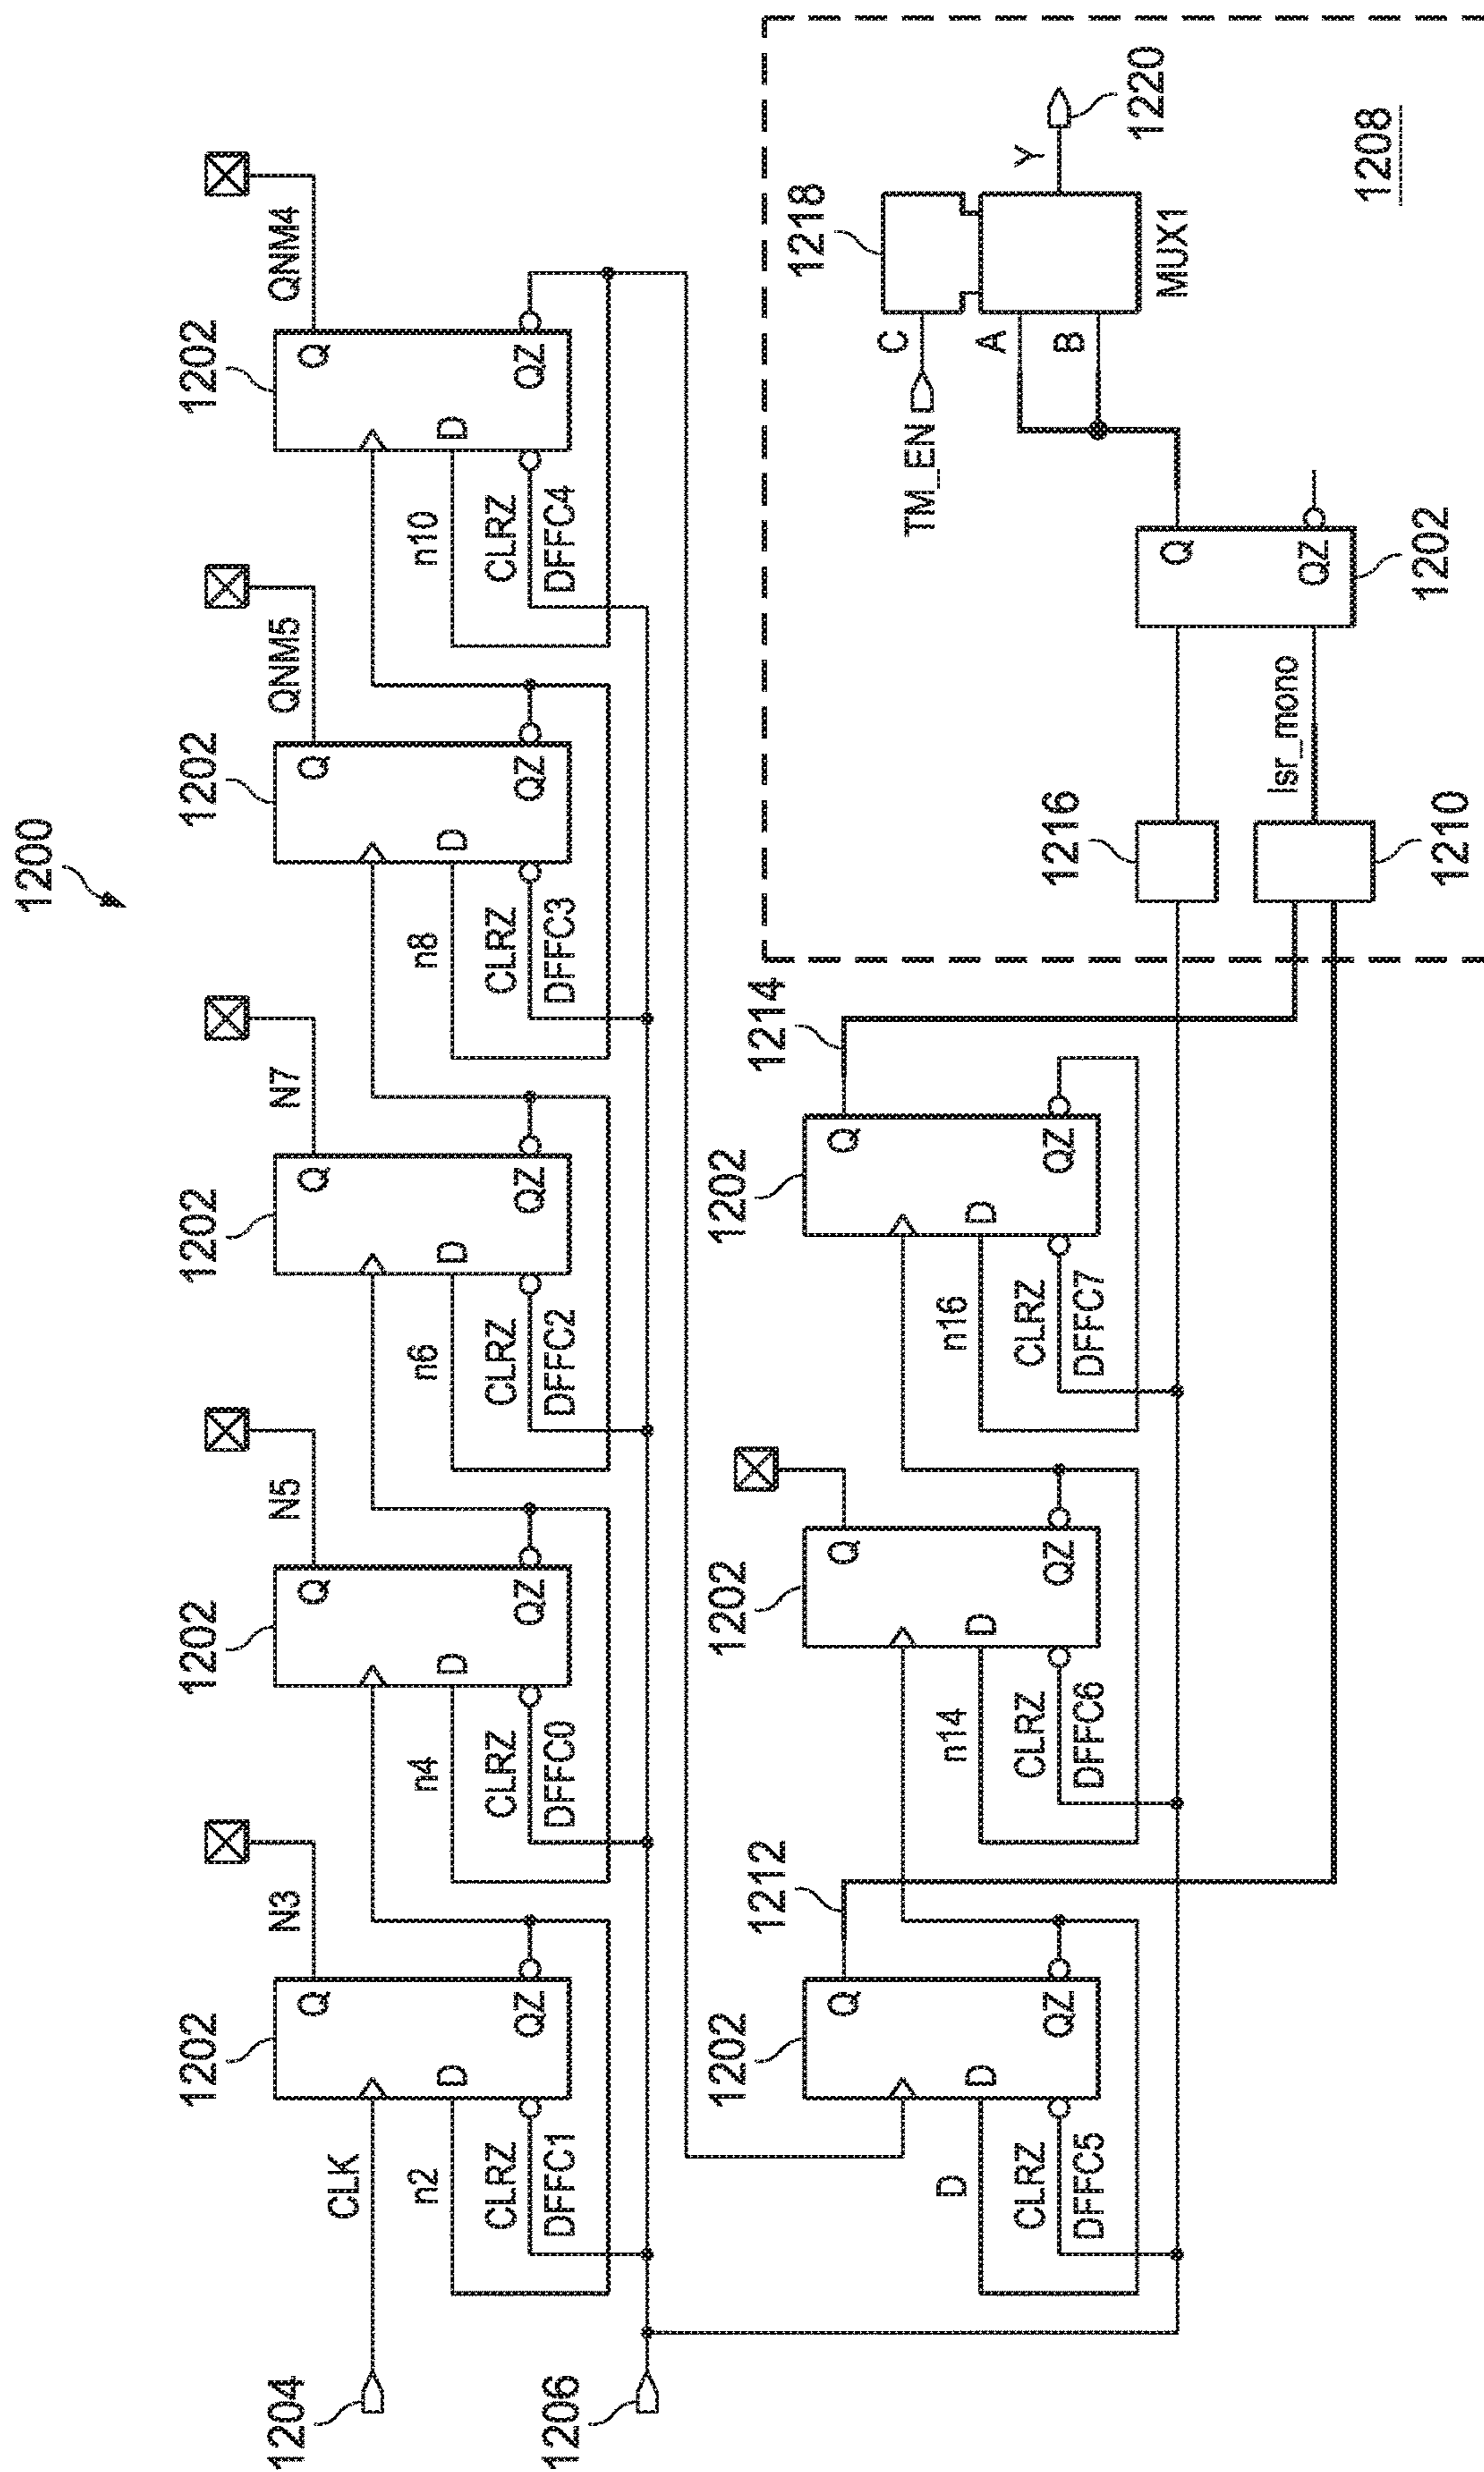 1200
1202
1202
1202
1202
1202
N3
N5
N7
QNM5
QNM4
Q
Q
Q
Q
Q
1204
CLK
n2
D
n4
D
n6
D
n8
D
n10
D
CLRZ
QZ
CLRZ
QZ
CLRZ
QZ
CLRZ
QZ
CLRZ
QZ
DFFC1
DFFC0
DFFC2
DFFC3
DFFC4
1206
1202
1212
1202
1202
1214
Q
Q
Q
D
D
n14
D
n16
D
CLRZ
QZ
CLRZ
QZ
CLRZ
QZ
DFFC5
DFFC6
DFFC7
1218
C
TM_EN
A
B
Y
1220
MUX1
1216
Q
lsr_mono
QZ
1210
1202
1208